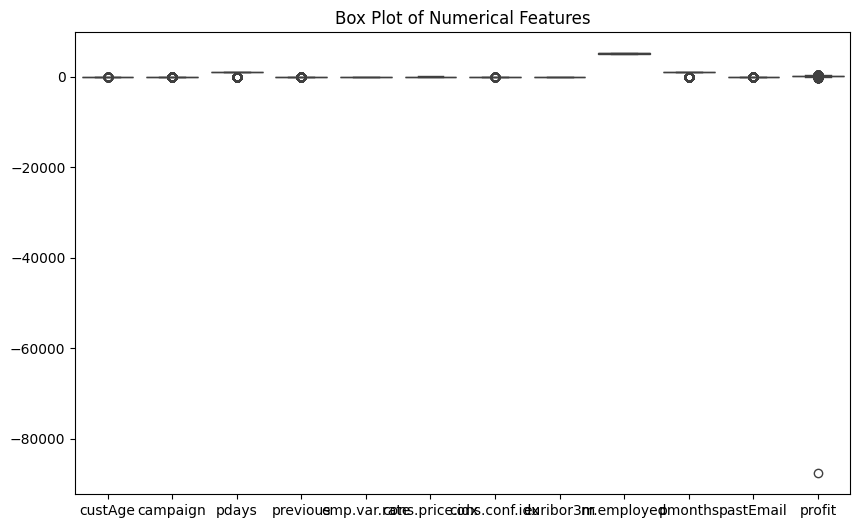 Box Plot of Numerical Features
0
−20000
−40000
−60000
−80000
custAge campaign pdays previous emp.var.rate cons.price.idx cons.conf.idx euribor3m nr.employed pmonths pastEmail profit